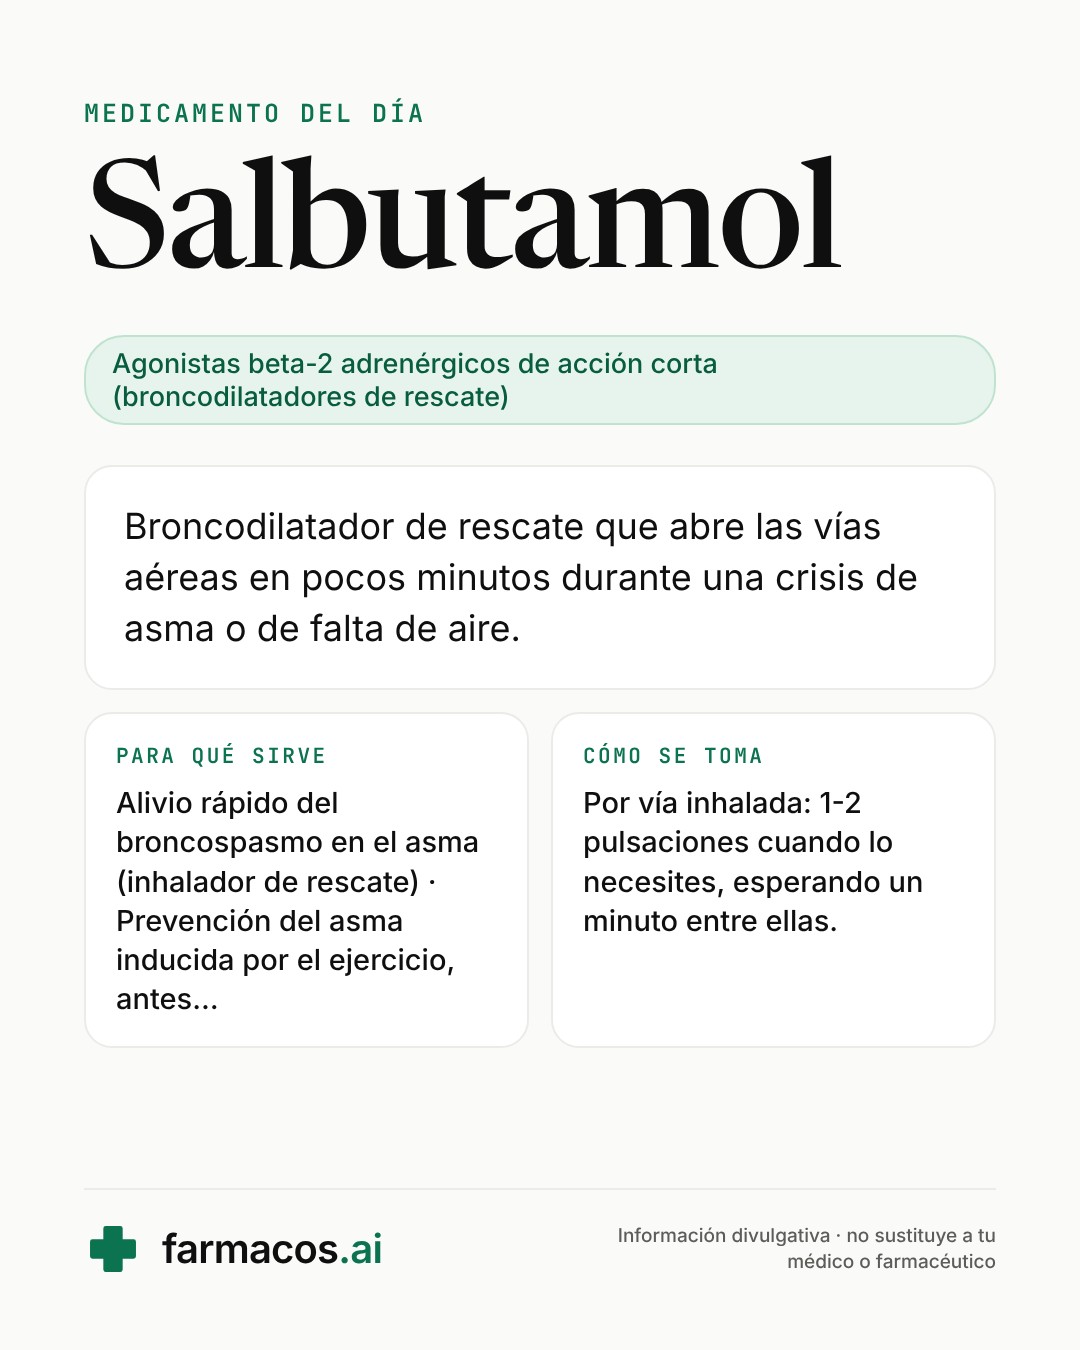 MEDICAMENTO DEL DÍA
Salbutamol
Agonistas beta-2 adrenérgicos de acción corta
(broncodilatadores de rescate)
Broncodilatador de rescate que abre las vías
aéreas en pocos minutos durante una crisis de
asma o de falta de aire.
PARA QUÉ SIRVE
Alivio rápido del
broncospasmo en el asma
(inhalador de rescate) ·
Prevención del asma
inducida por el ejercicio,
antes...
CÓMO SE TOMA
Por vía inhalada: 1-2
pulsaciones cuando lo
necesites, esperando un
minuto entre ellas.
farmacos.ai
Información divulgativa · no sustituye a tu
médico o farmacéutico